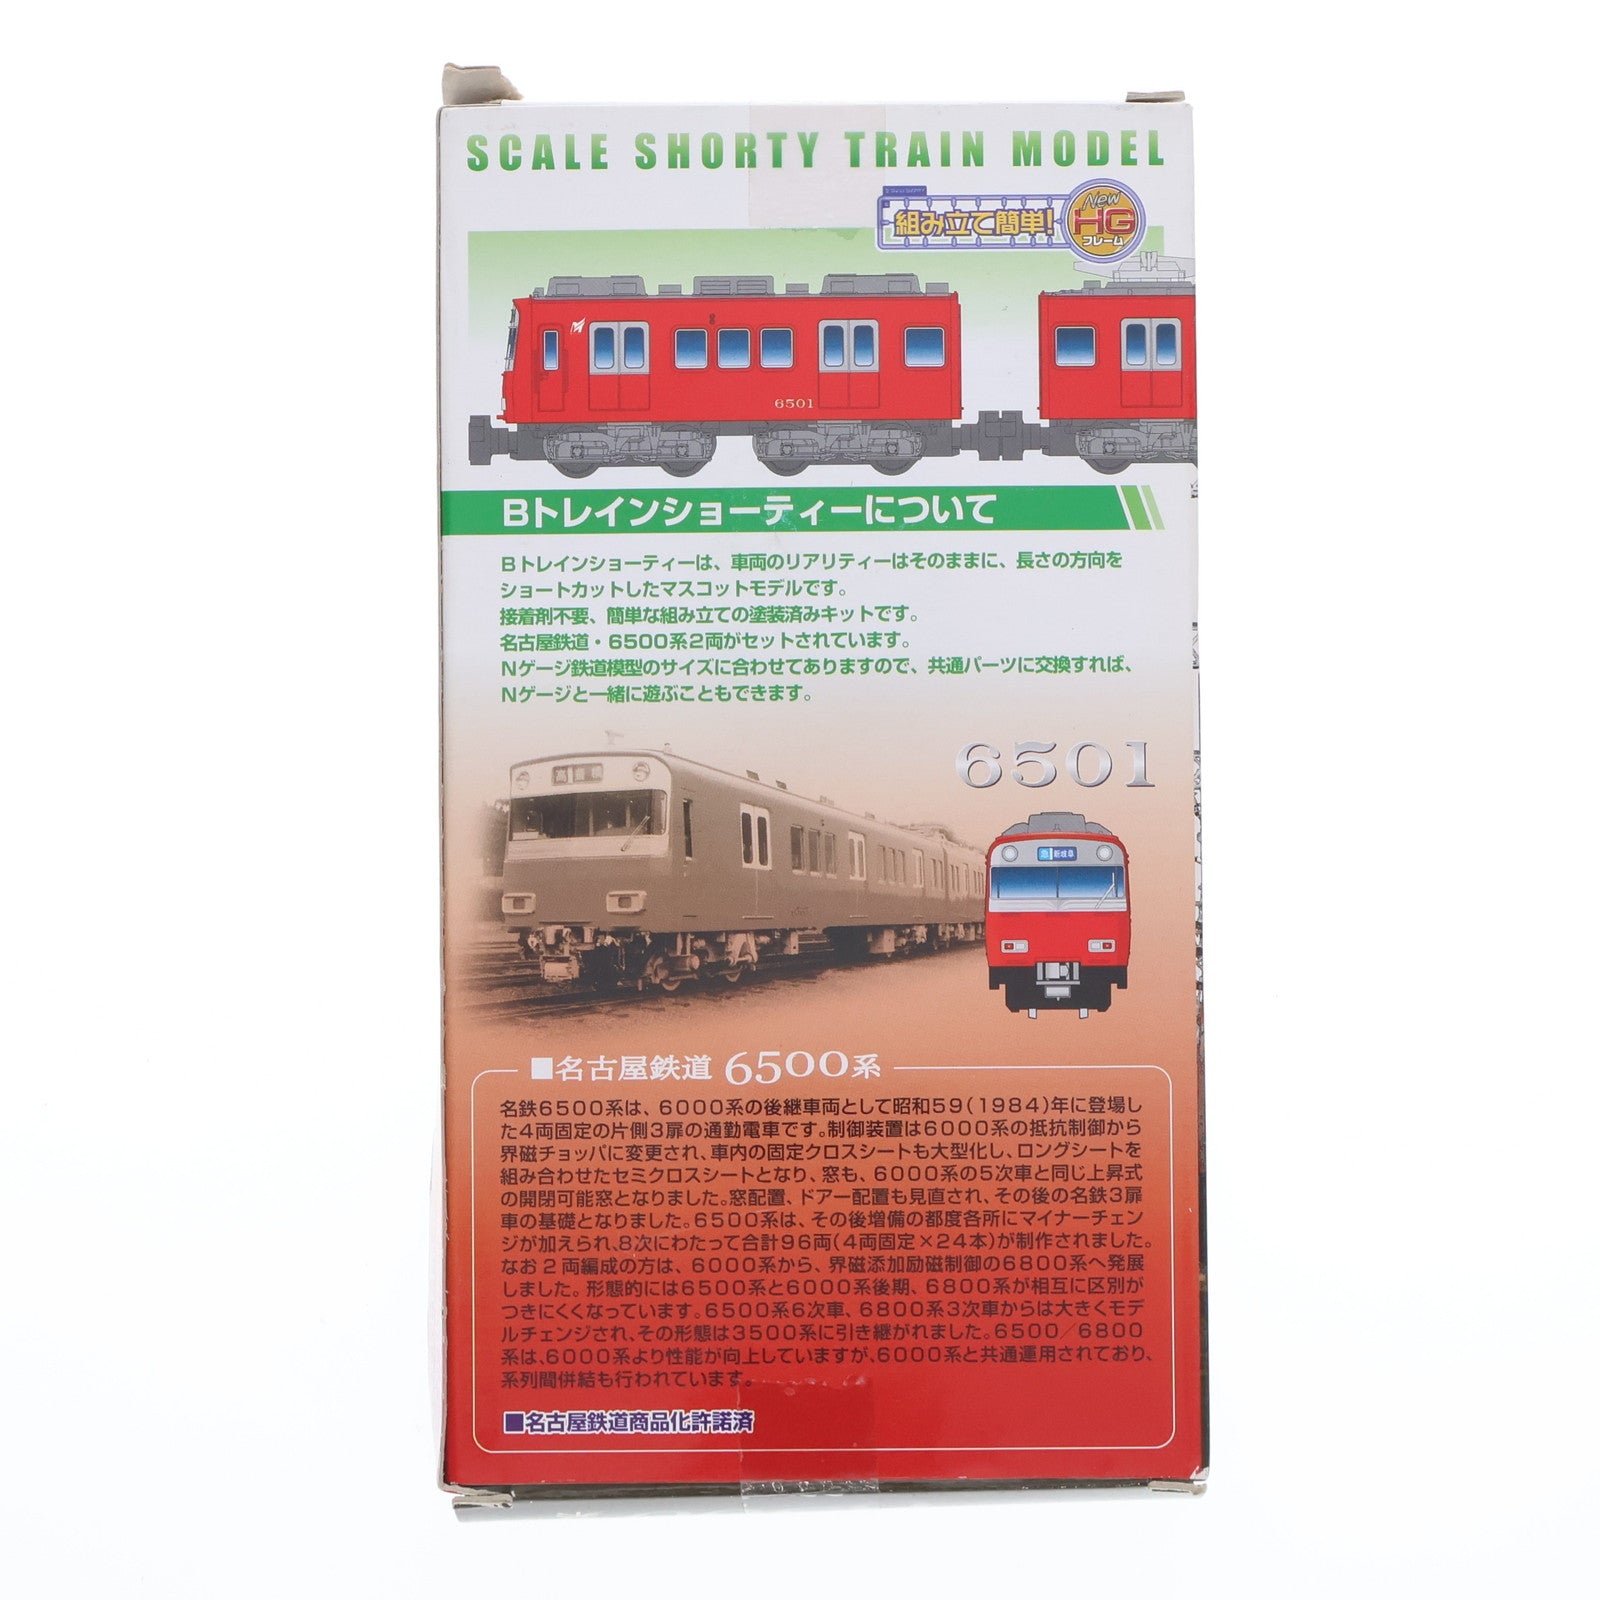 SCALE SHORTY TRAIN MODEL
組み立て簡単!
New
HG
フレーム
6501
Bトレインショーティーについて
Bトレインショーティーは、車両のリアリティーはそのままに、長さの方向を
ショートカットしたマスコットモデルです。
接着剤不要、簡単な組み立ての塗装済みキットです。
名古屋鉄道・6500系2両がセットされています。
Nゲージ鉄道模型のサイズに合わせてありますので、共通パーツに交換すれば、
Nゲージと一緒に遊ぶこともできます。
6501
急 新岐阜
■名古屋鉄道 6500系
名鉄6500系は、6000系の後継車両として昭和59(1984)年に登場し
た4両固定の片側3扉の通勤電車です。制御装置は6000系の抵抗制御から
界磁チョッパに変更され、車内の固定クロスシートも大型化し、ロングシートを
組み合わせたセミクロスシートとなり、窓も、6000系の5次車と同じ上昇式
の開閉可能窓となりました。窓配置、ドアー配置も見直され、その後の名鉄3扉
車の基礎となりました。6500系は、その後増備の都度各所にマイナーチェン
ジが加えられ、8次にわたって合計96両(4両固定×24本)が制作されました。
なお2両編成の方は、6000系から、界磁添加励磁制御の6800系へ発展
しました。形態的には6500系と6000系後期、6800系が相互に区別が
つきにくくなっています。6500系6次車、6800系3次車からは大きくモデ
ルチェンジされ、その形態は3500系に引き継がれました。6500/6800
系は、6000系より性能が向上していますが、6000系と共通運用されており、
系列間併結も行われています。
■名古屋鉄道商品化許諾済